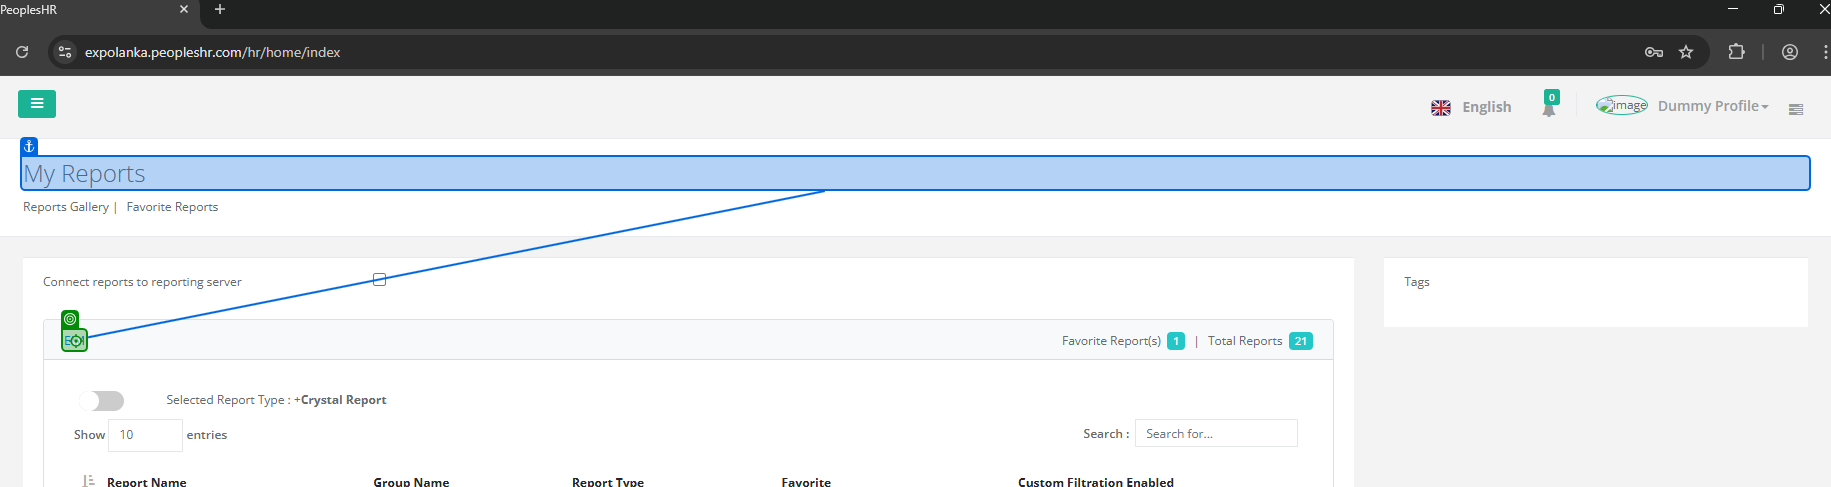 PeoplesHR
expolanka.peopleshr.com/hr/home/index
English
0
image
Dummy Profile
My Reports
Reports Gallery | Favorite Reports
Connect reports to reporting server
Tags
Favorite Report(s) 1 | Total Reports 21
Selected Report Type : +Crystal Report
Show 10 entries
Search : Search for...
Report Name Group Name Report Type Favorite Custom Filtration Enabled